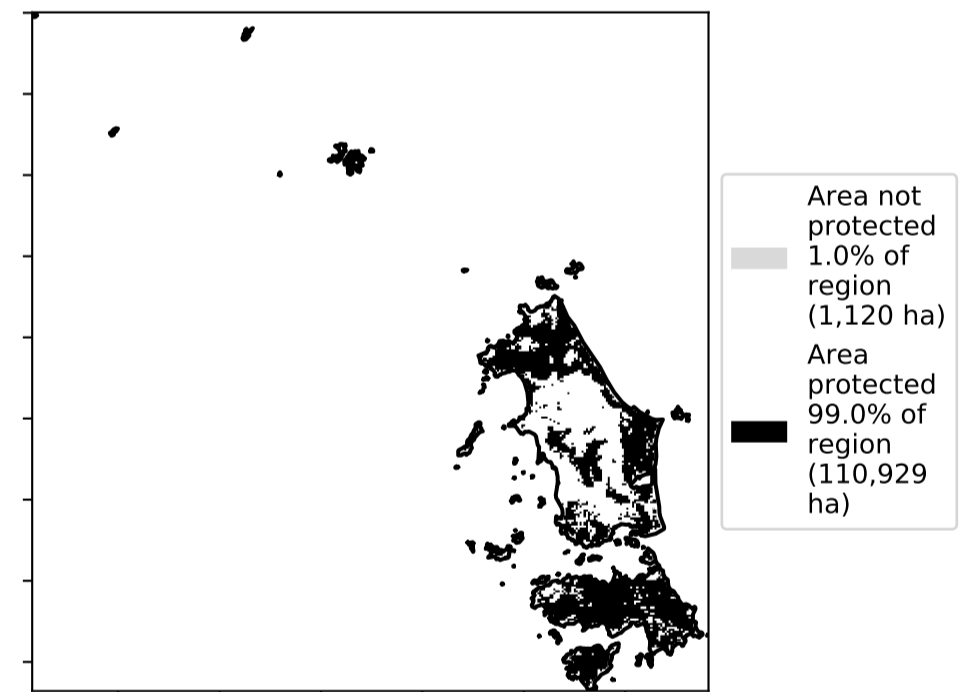 Area not
protected
1.0% of
region
(1,120 ha)
Area
protected
99.0% of
region
(110,929
ha)